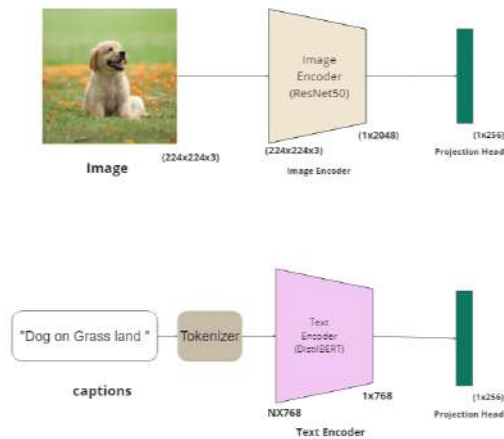 Image
Encoder
(ResNet50)
(224x224x3)
Image
(224x224x3)
(1x2048)
Image Encoder
(1x256)
Projection Head
"Dog on Grass land "
Tokenizer
Text
Encoder
(DistilBERT)
captions
NX768
1x768
Text Encoder
(1x256)
Projection Head